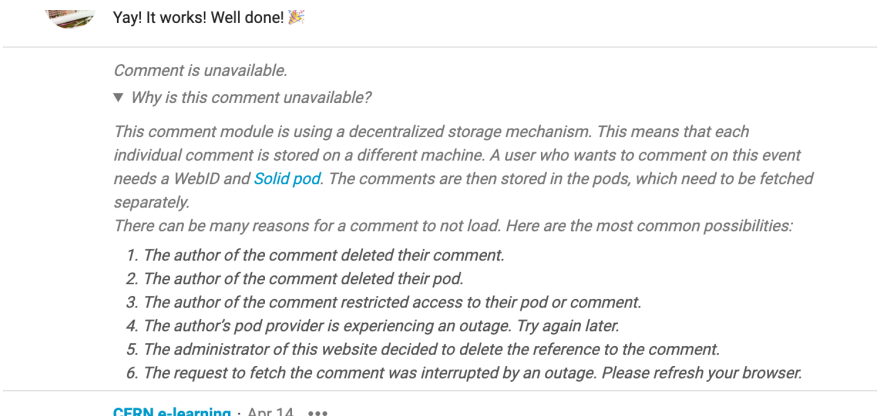 Yay! It works! Well done! 🎉
Comment is unavailable.
▼ Why is this comment unavailable?
This comment module is using a decentralized storage mechanism. This means that each
individual comment is stored on a different machine. A user who wants to comment on this event
needs a WebID and Solid pod. The comments are then stored in the pods, which need to be fetched
separately.
There can be many reasons for a comment to not load. Here are the most common possibilities:
1. The author of the comment deleted their comment.
2. The author of the comment deleted their pod.
3. The author of the comment restricted access to their pod or comment.
4. The author's pod provider is experiencing an outage. Try again later.
5. The administrator of this website decided to delete the reference to the comment.
6. The request to fetch the comment was interrupted by an outage. Please refresh your browser.
CERN e-learning · Apr 14 •••